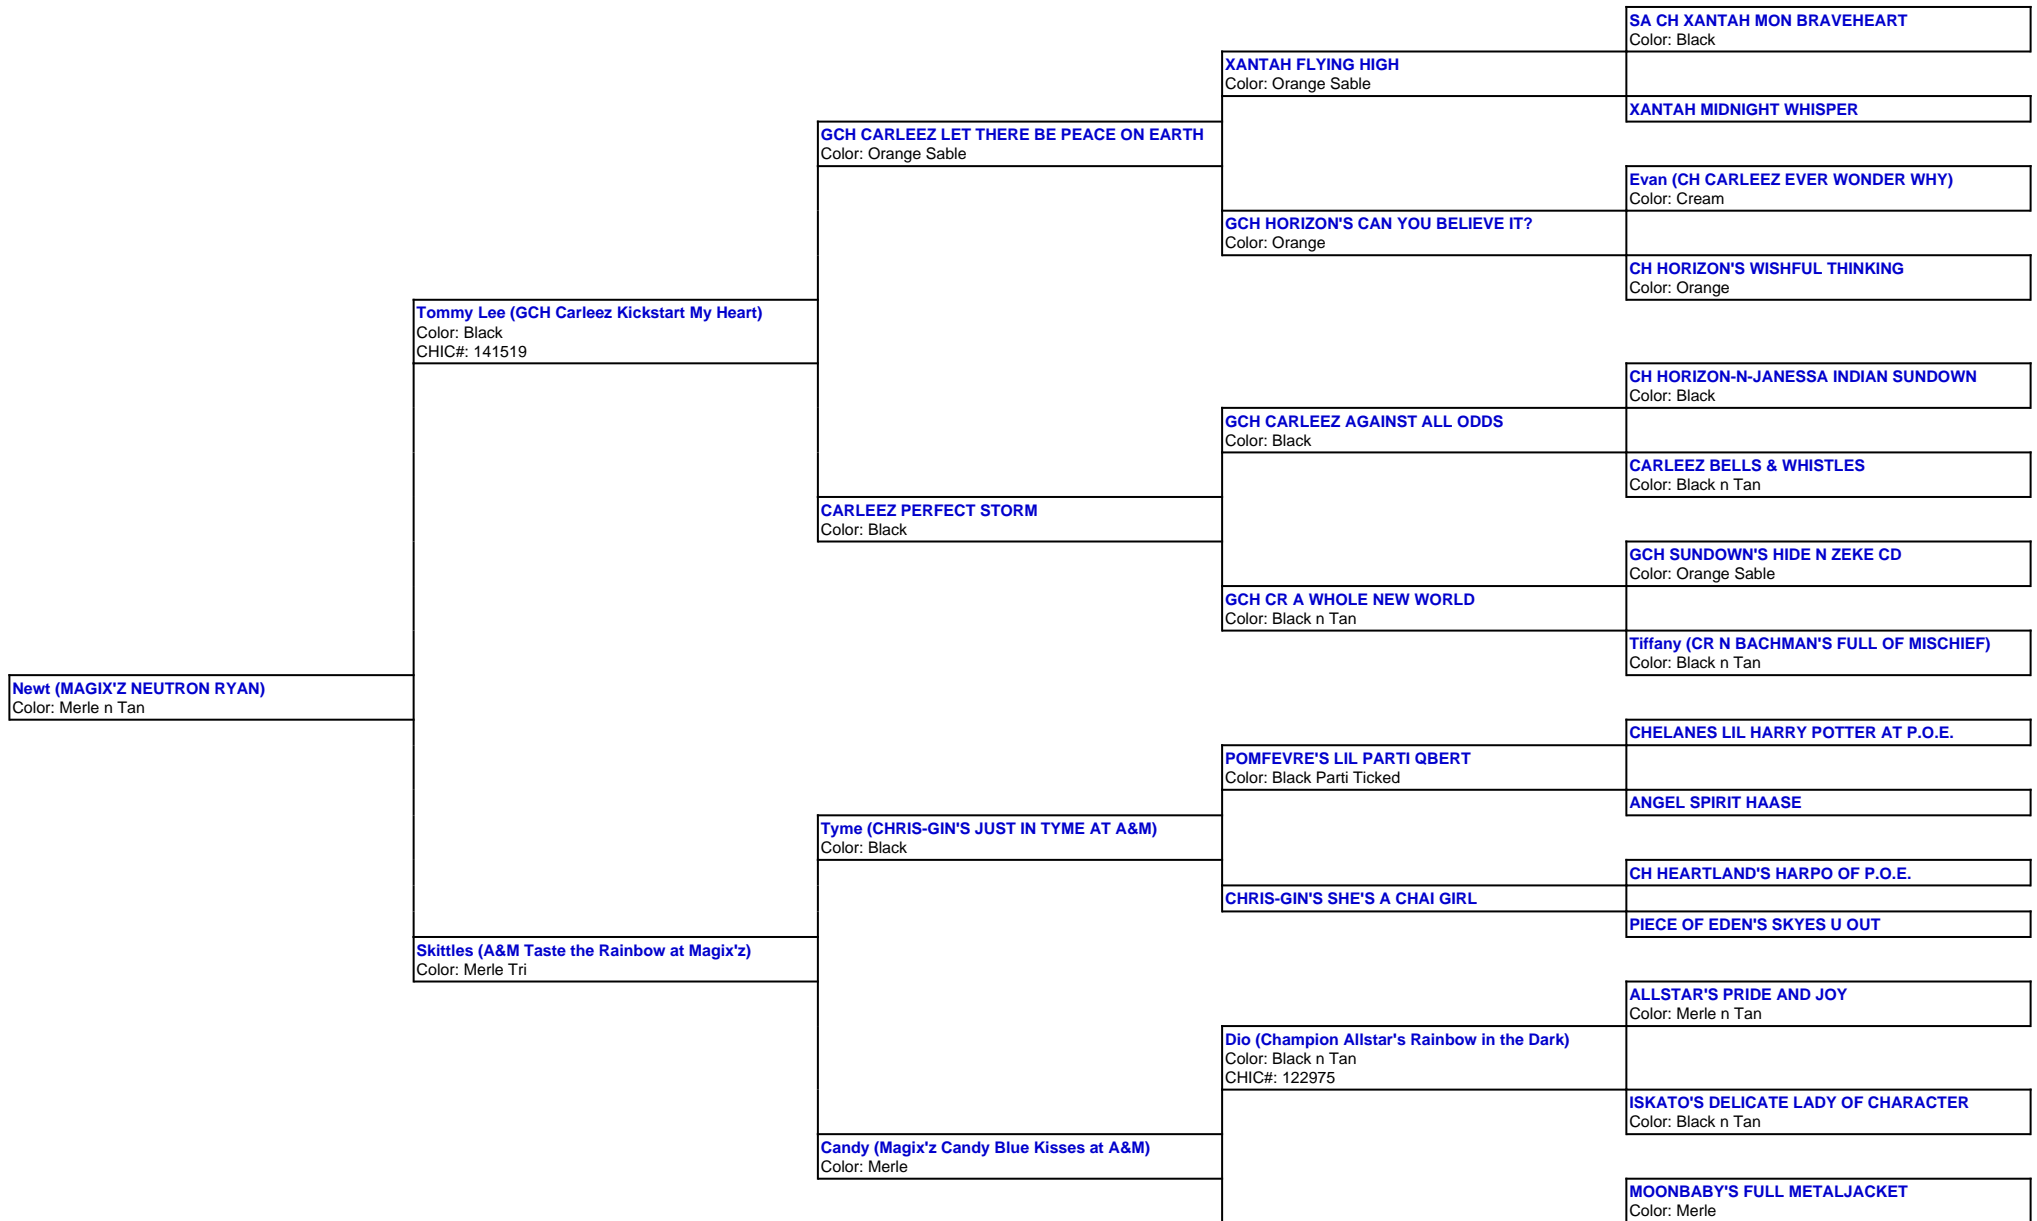 SA CH XANTAH MON BRAVEHEART
Color: Black
XANTAH FLYING HIGH
Color: Orange Sable
XANTAH MIDNIGHT WHISPER
GCH CARLEEZ LET THERE BE PEACE ON EARTH
Color: Orange Sable
Evan (CH CARLEEZ EVER WONDER WHY)
Color: Cream
GCH HORIZON'S CAN YOU BELIEVE IT?
Color: Orange
CH HORIZON'S WISHFUL THINKING
Color: Orange
Tommy Lee (GCH Carleez Kickstart My Heart)
Color: Black
CHIC#: 141519
CH HORIZON-N-JANESSA INDIAN SUNDOWN
Color: Black
GCH CARLEEZ AGAINST ALL ODDS
Color: Black
CARLEEZ BELLS & WHISTLES
Color: Black n Tan
CARLEEZ PERFECT STORM
Color: Black
GCH SUNDOWN'S HIDE N ZEKE CD
Color: Orange Sable
GCH CR A WHOLE NEW WORLD
Color: Black n Tan
Tiffany (CR N BACHMAN'S FULL OF MISCHIEF)
Color: Black n Tan
Newt (MAGIX'Z NEUTRON RYAN)
Color: Merle n Tan
CHELANES LIL HARRY POTTER AT P.O.E.
POMFEVRE'S LIL PARTI QBERT
Color: Black Parti Ticked
ANGEL SPIRIT HAASE
Tyme (CHRIS-GIN'S JUST IN TYME AT A&M)
Color: Black
CH HEARTLAND'S HARPO OF P.O.E.
CHRIS-GIN'S SHE'S A CHAI GIRL
PIECE OF EDEN'S SKYES U OUT
Skittles (A&M Taste the Rainbow at Magix'z)
Color: Merle Tri
ALLSTAR'S PRIDE AND JOY
Color: Merle n Tan
Dio (Champion Allstar's Rainbow in the Dark)
Color: Black n Tan
CHIC#: 122975
ISKATO'S DELICATE LADY OF CHARACTER
Color: Black n Tan
Candy (Magix'z Candy Blue Kisses at A&M)
Color: Merle
MOONBABY'S FULL METALJACKET
Color: Merle